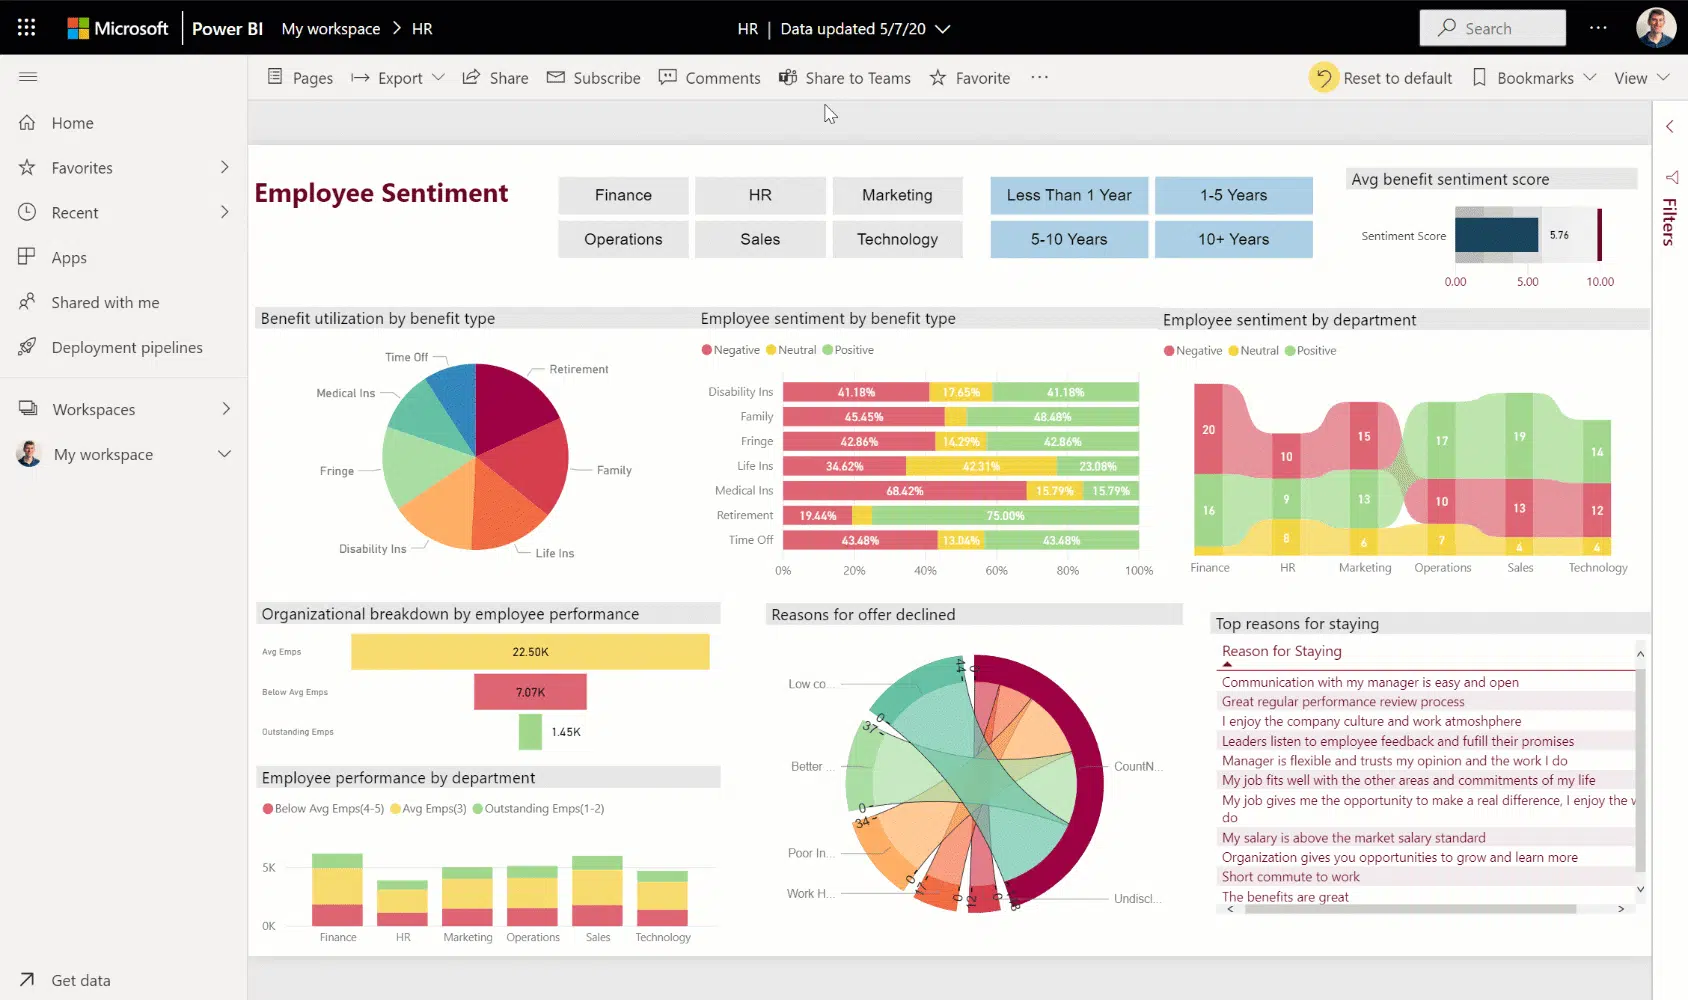 Microsoft Power BI My workspace > HR
HR | Data updated 5/7/20
Search
Pages Export Share Subscribe Comments Share to Teams Favorite ...
Reset to default Bookmarks View
Home
Favorites
Recent
Apps
Shared with me
Deployment pipelines
Workspaces
My workspace
Get data
Filters
Employee Sentiment
Finance HR Marketing
Operations Sales Technology
Less Than 1 Year 1-5 Years
5-10 Years 10+ Years
Avg benefit sentiment score
Sentiment Score 5.76
0.00 5.00 10.00
Benefit utilization by benefit type
Time Off
Retirement
Medical Ins
Fringe
Family
Disability Ins
Life Ins
Employee sentiment by benefit type
Negative Neutral Positive
Disability Ins 41.18% 17.65% 41.18%
Family 45.45% 48.48%
Fringe 42.86% 14.29% 42.86%
Life Ins 34.62% 42.31% 23.08%
Medical Ins 68.42% 15.79% 15.79%
Retirement 19.44% 75.00%
Time Off 43.48% 13.04% 43.48%
0% 20% 40% 60% 80% 100%
Employee sentiment by department
Negative Neutral Positive
20 10 15 17 19 14
16 9 13 10 13 12
8 6 7 4 4
Finance HR Marketing Operations Sales Technology
Organizational breakdown by employee performance
Avg Emps 22.50K
Below Avg Emps 7.07K
Outstanding Emps 1.45K
Employee performance by department
Below Avg Emps(4-5) Avg Emps(3) Outstanding Emps(1-2)
5K
0K
Finance HR Marketing Operations Sales Technology
Reasons for offer declined
Low co...
Better ...
Poor In...
Work H...
CountN...
Undiscl...
44 0
0
37
0
34
0
17
0
12
0
Top reasons for staying
Reason for Staying
Communication with my manager is easy and open
Great regular performance review process
I enjoy the company culture and work atmoshphere
Leaders listen to employee feedback and fufill their promises
Manager is flexible and trusts my opinion and the work I do
My job fits well with the other areas and commitments of my life
My job gives me the opportunity to make a real difference, I enjoy the
do
My salary is above the market salary standard
Organization gives you opportunities to grow and learn more
Short commute to work
The benefits are great